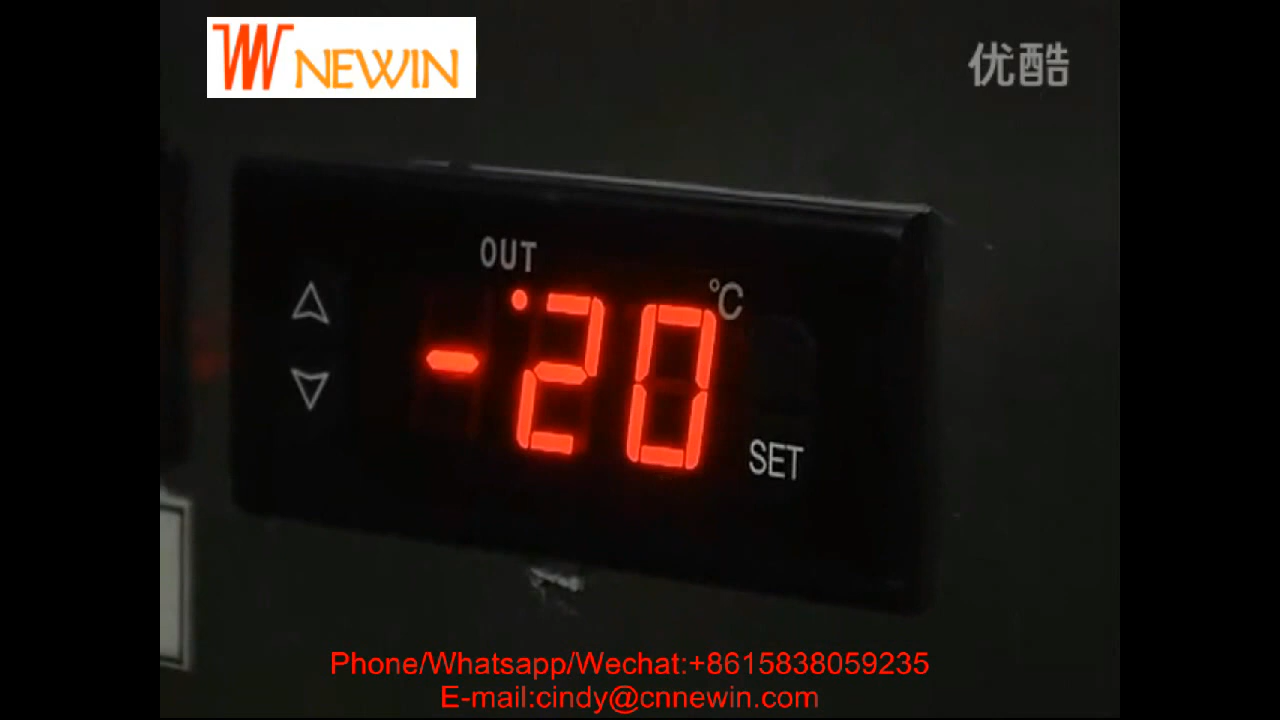 NEWIN
优酷
OUT
-20
°C
SET
Phone/Whatsapp/Wechat:+8615838059235
E-mail:cindy@cnnewin.com